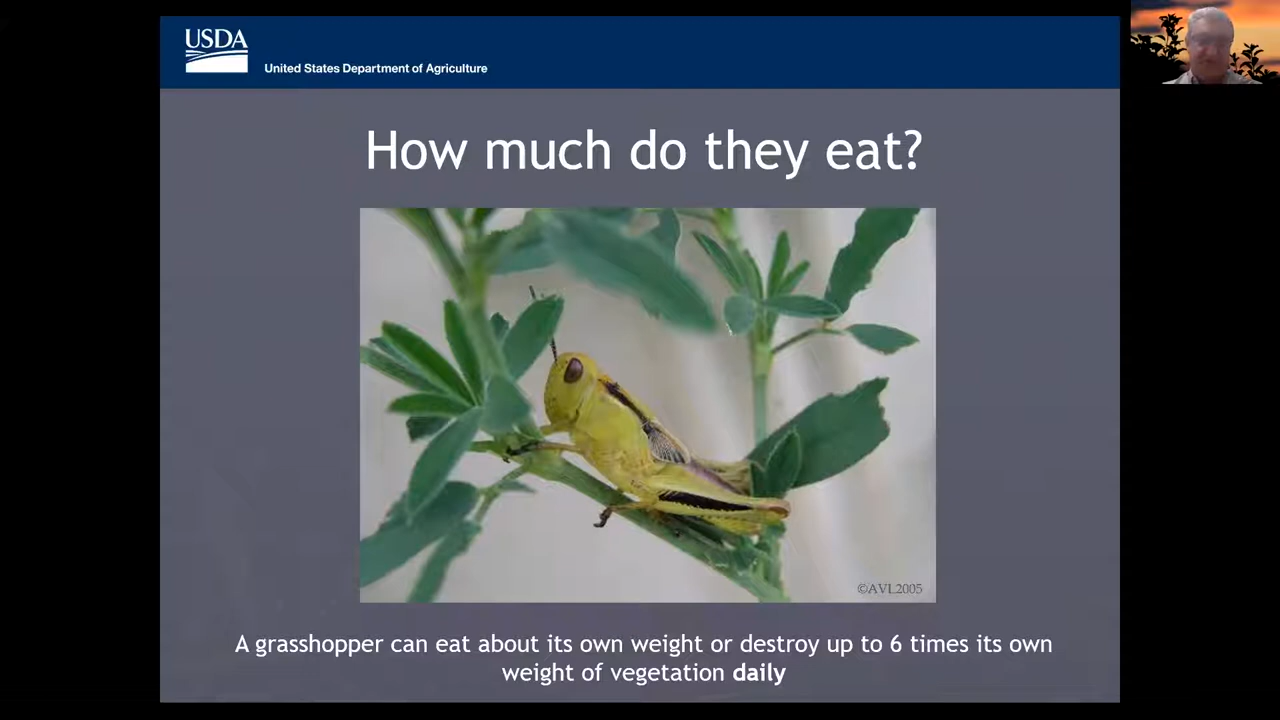 USDA
United States Department of Agriculture
How much do they eat?
©AVL2005
A grasshopper can eat about its own weight or destroy up to 6 times its own
weight of vegetation daily